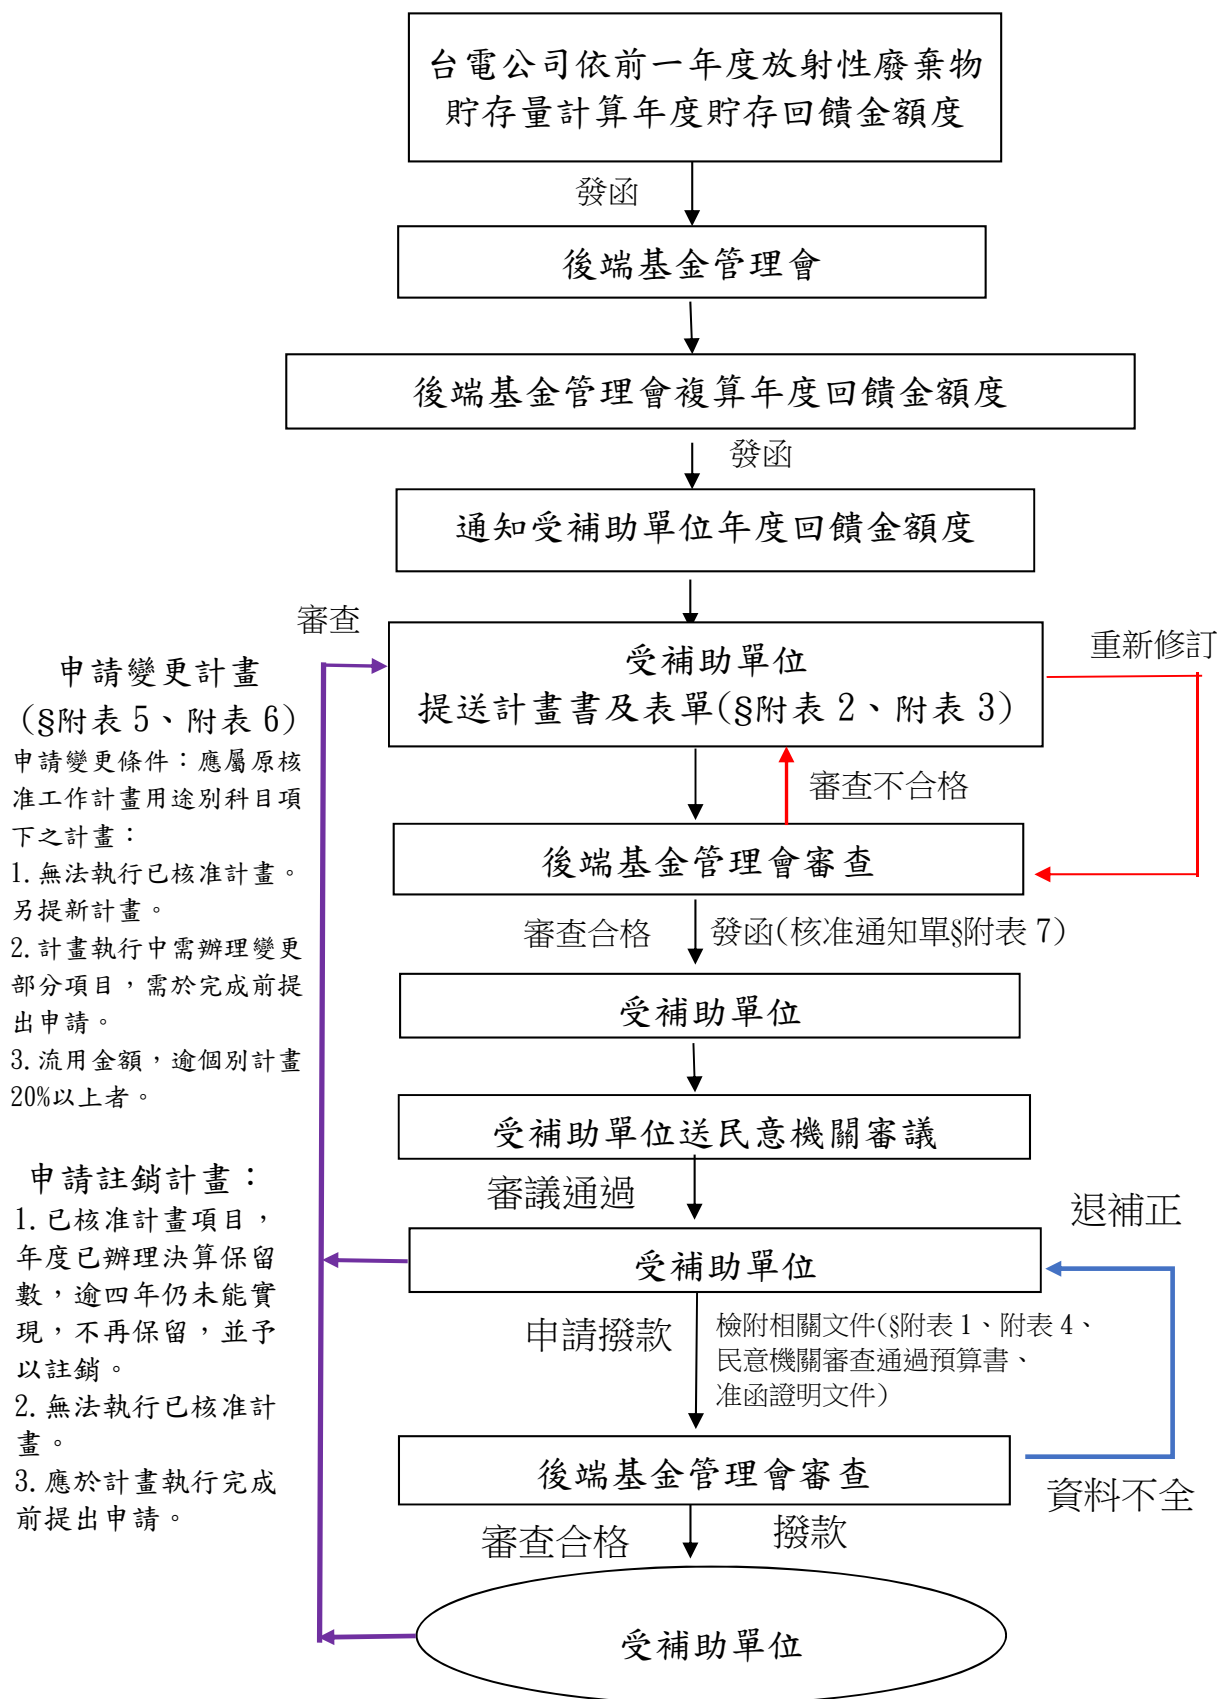 台電公司依前一年度放射性廢棄物
貯存量計算年度貯存回饋金額度
發函
後端基金管理會
後端基金管理會複算年度回饋金額度
發函
通知受補助單位年度回饋金額度
審查
受補助單位
提送計畫書及表單(§附表 2、附表 3)
重新修訂
審查不合格
後端基金管理會審查
審查合格
發函(核准通知單§附表 7)
受補助單位
受補助單位送民意機關審議
審議通過
受補助單位
退補正
申請撥款
檢附相關文件(§附表 1、附表 4、
民意機關審查通過預算書、
准函證明文件)
後端基金管理會審查
資料不全
審查合格
撥款
受補助單位
申請變更計畫
(§附表 5、附表 6)
申請變更條件：應屬原核
准工作計畫用途別科目項
下之計畫：
1.無法執行已核准計畫。
另提新計畫。
2.計畫執行中需辦理變更
部分項目，需於完成前提
出申請。
3.流用金額，逾個別計畫
20%以上者。
申請註銷計畫：
1.已核准計畫項目，
年度已辦理決算保留
數，逾四年仍未能實
現，不再保留，並予
以註銷。
2.無法執行已核准計
畫。
3.應於計畫執行完成
前提出申請。